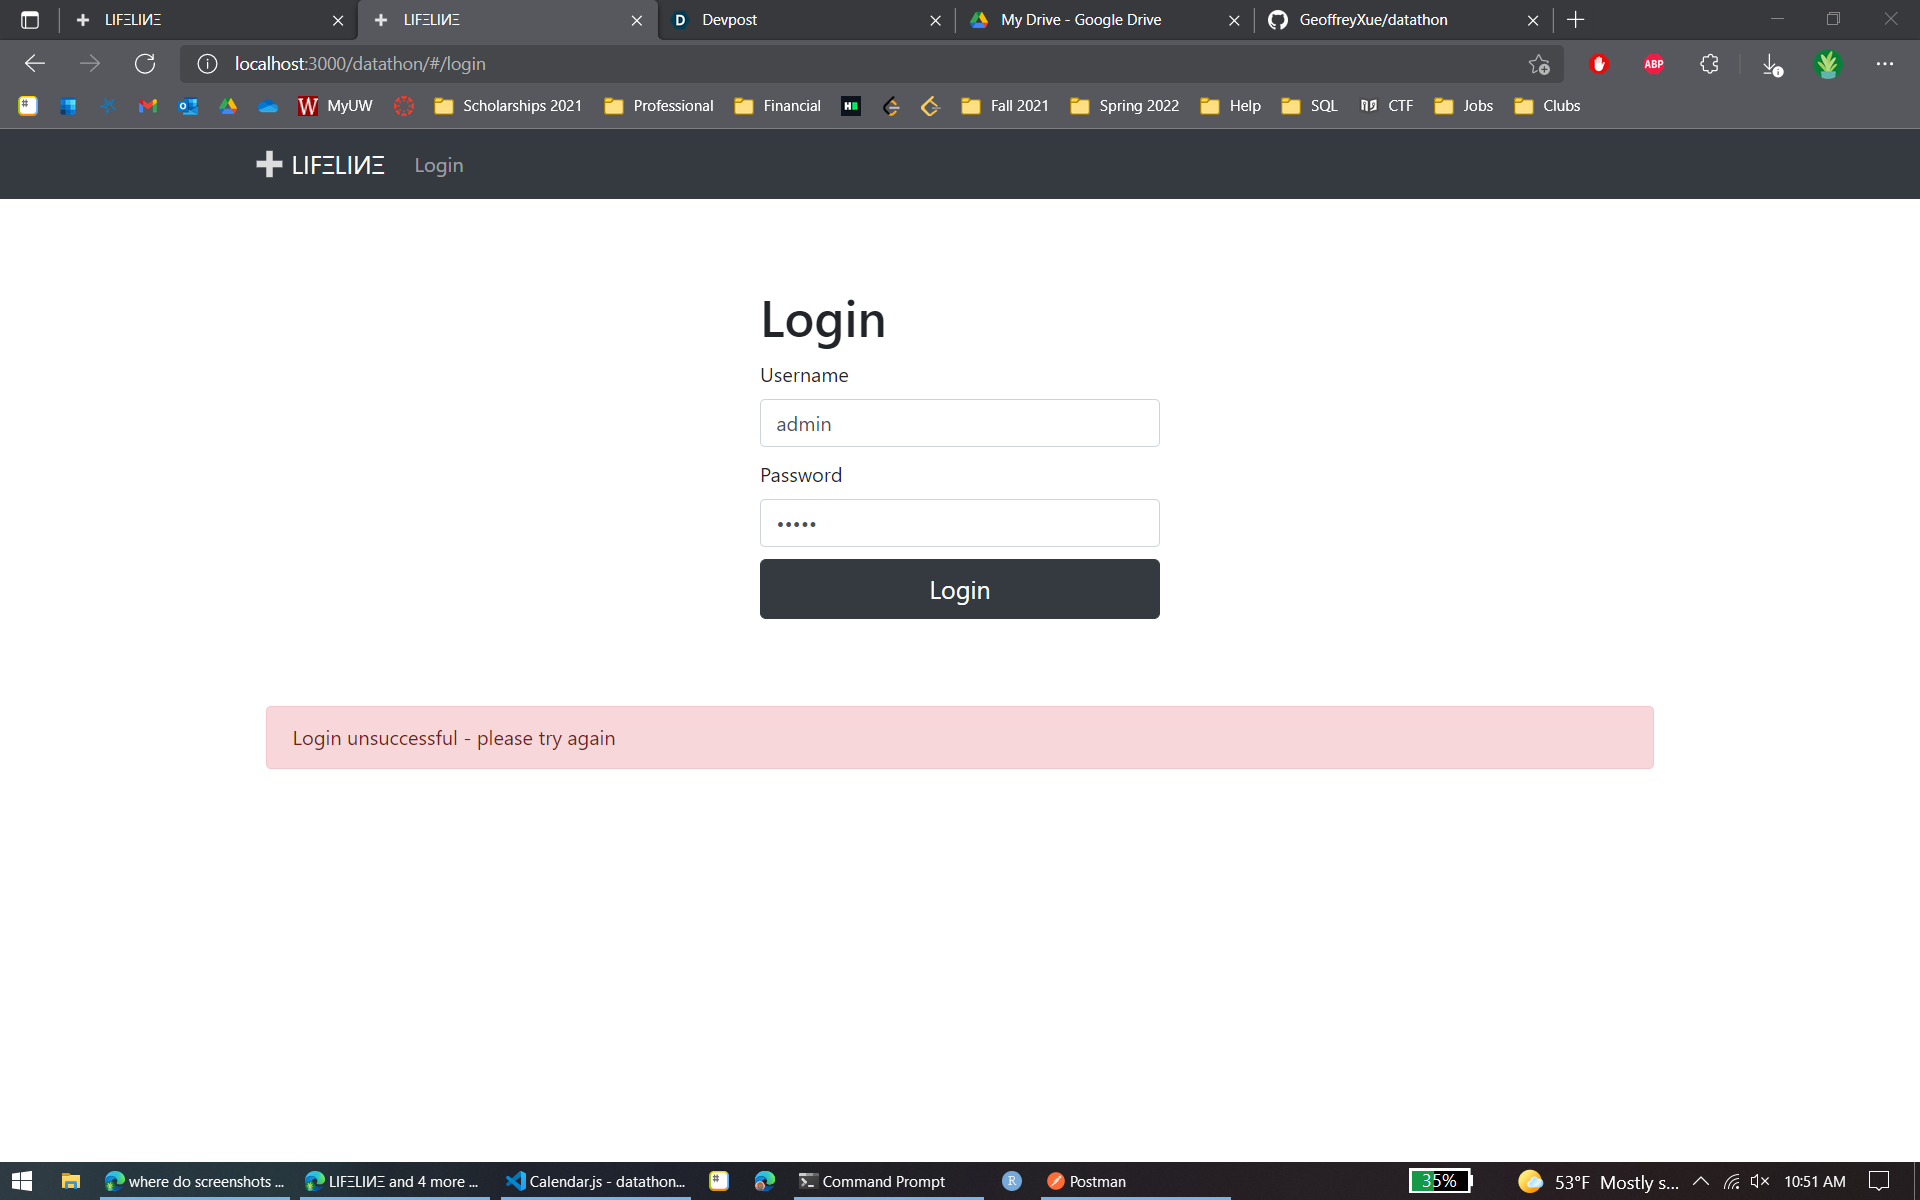 LIFΞLIИΞ
LIFΞLIИΞ
Devpost
My Drive - Google Drive
GeoffreyXue/datathon
localhost:3000/datathon/#/login
MyUW
Scholarships 2021
Professional
Financial
Fall 2021
Spring 2022
Help
SQL
CTF
Jobs
Clubs
ABP
LIFΞLIИΞ
Login
Login
Username
admin
Password
•••••
Login
Login unsuccessful - please try again
where do screenshots ...
LIFΞLIИΞ and 4 more ...
Calendar.js - datathon...
Command Prompt
R
Postman
35%
53°F Mostly s...
10:51 AM